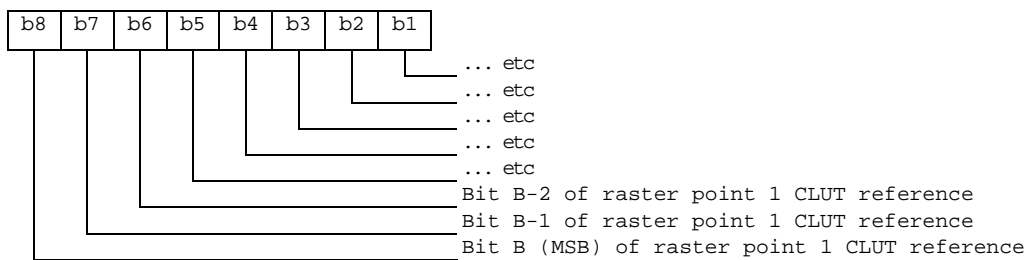 b8 b7 b6 b5 b4 b3 b2 b1
... etc
... etc
... etc
... etc
... etc
Bit B-2 of raster point 1 CLUT reference
Bit B-1 of raster point 1 CLUT reference
Bit B (MSB) of raster point 1 CLUT reference